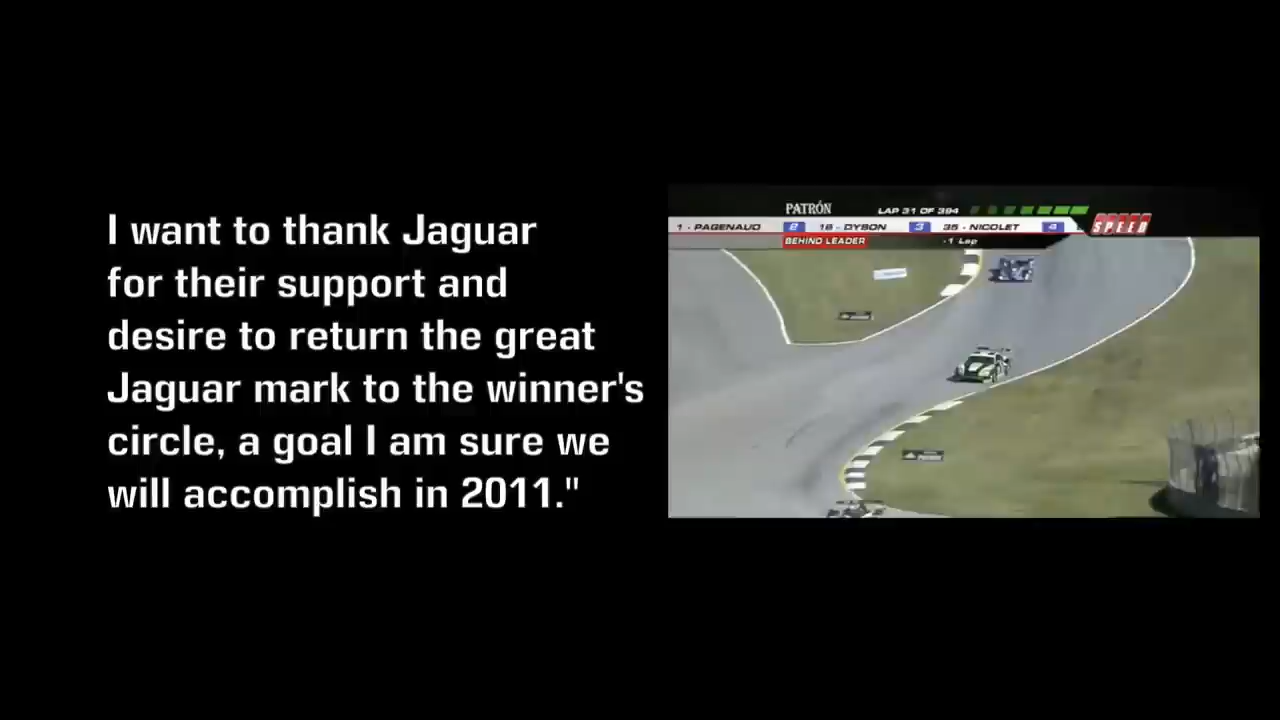 I want to thank Jaguar
for their support and
desire to return the great
Jaguar mark to the winner's
circle, a goal I am sure we
will accomplish in 2011."
PATRÓN LAP 31 OF 394
1 - PAGENAUD 2 16 - DYSON 3 35 - NICOLET 4 SPEED
BEHIND LEADER -1 Lap